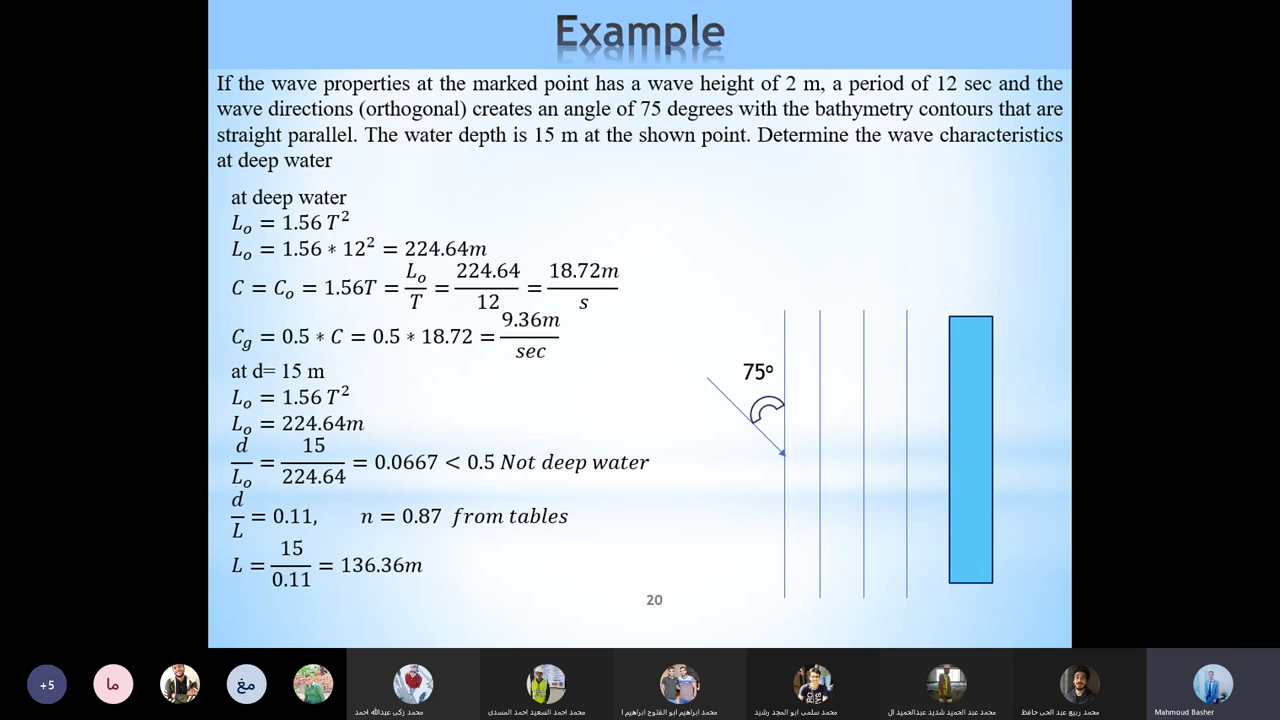 Example
If the wave properties at the marked point has a wave height of 2 m, a period of 12 sec and the
wave directions (orthogonal) creates an angle of 75 degrees with the bathymetry contours that are
straight parallel. The water depth is 15 m at the shown point. Determine the wave characteristics
at deep water
at deep water
Lₒ = 1.56 T²
Lₒ = 1.56 ∗ 12² = 224.64m
C = Cₒ = 1.56T = Lₒ/T = 224.64/12 = 18.72m/s
C_g = 0.5 ∗ C = 0.5 ∗ 18.72 = 9.36m/sec
at d= 15 m
Lₒ = 1.56 T²
Lₒ = 224.64m
d/Lₒ = 15/224.64 = 0.0667 < 0.5 Not deep water
d/L = 0.11, n = 0.87 from tables
L = 15/0.11 = 136.36m
75º
20
+5
ما
مغ
محمد زكى عبدالله احمد
محمد احمد السعيد احمد المسدى
محمد ابراهيم ابو الفتوح ابراهيم ا
محمد سلمى ابو المجد رشيد
محمد عبد الحميد شديد عبدالحميد ال
محمد ربيع عبد الحى حافظ
Mahmoud Basher